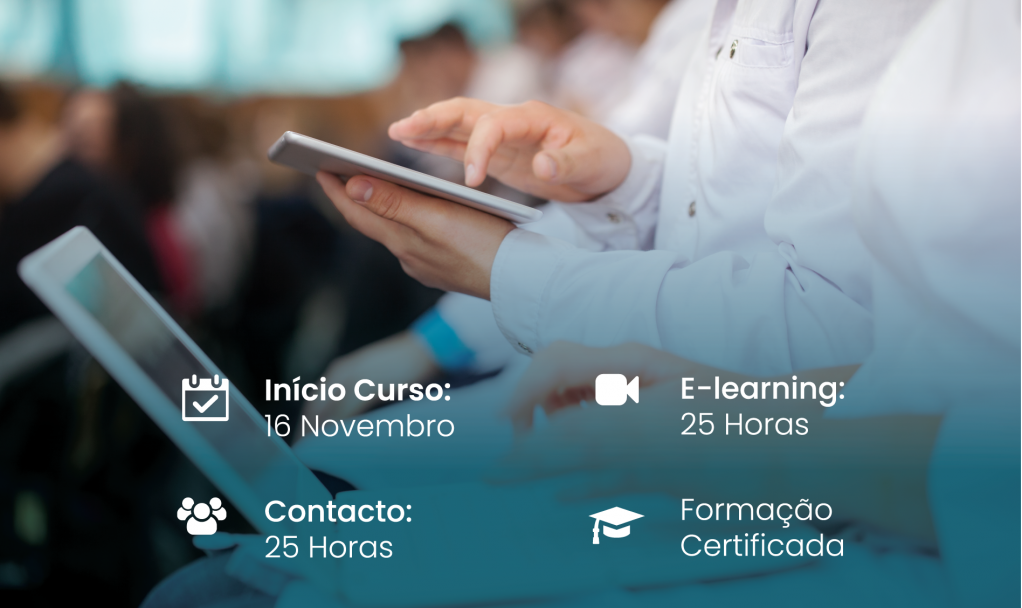 Início Curso:
16 Novembro
E-learning:
25 Horas
Contacto:
25 Horas
Formação
Certificada